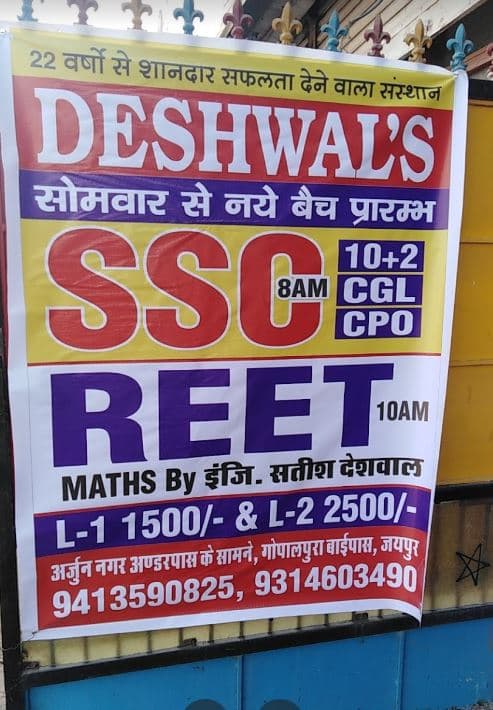 22 वर्षो से शानदार सफलता देने वाला संस्थान
DESHWAL'S
सोमवार से नये बैच प्रारम्भ
SSC 8AM
10+2
CGL
CPO
REET 10AM
MATHS By इंजि. सतीश देशवाल
L-1 1500/- & L-2 2500/-
अर्जुन नगर अण्डरपास के सामने, गोपालपुरा बाईपास, जयपुर
9413590825, 9314603490